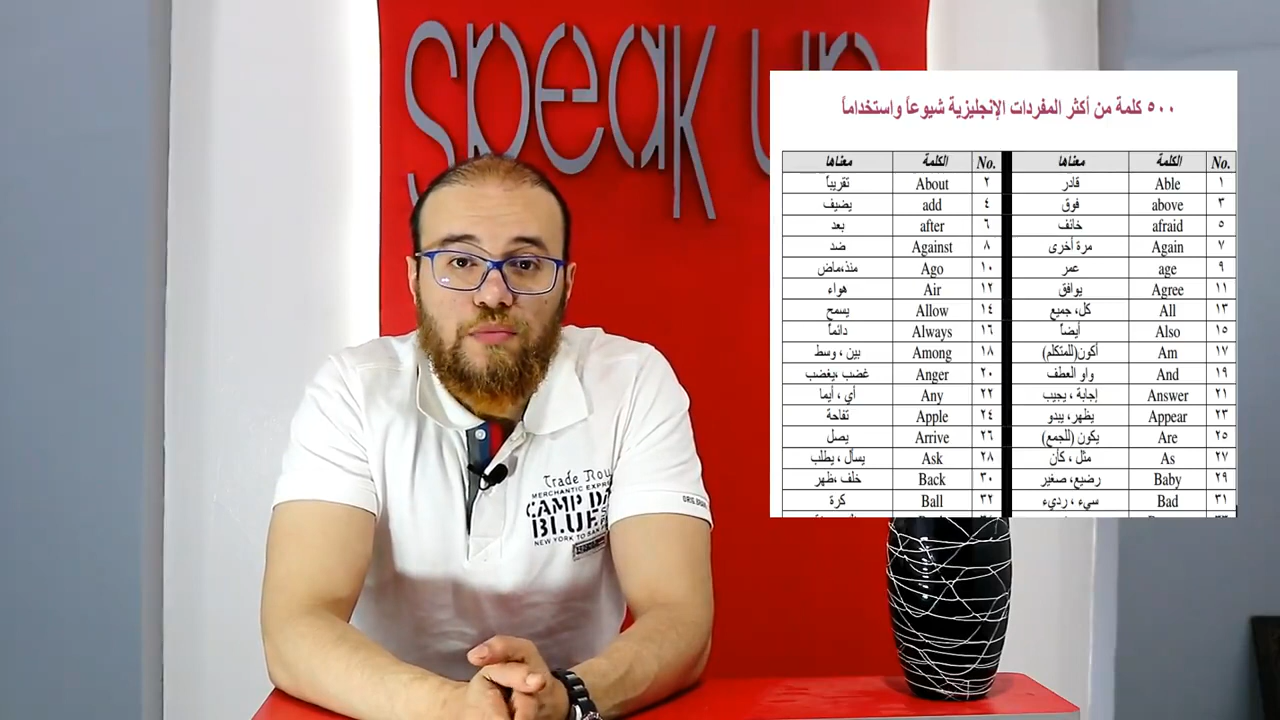 speak up
٥٠٠ كلمة من أكثر المفردات الإنجليزية شيوعاً واستخداماً
No. الكلمة معناها No. الكلمة معناها
١ Able قادر ٢ About تقريباً
٣ above فوق ٤ add يضيف
٥ afraid خائف ٦ after بعد
٧ Again مرة أخرى ٨ Against ضد
٩ age عمر ١٠ Ago منذ،ماض
١١ Agree يوافق ١٢ Air هواء
١٣ All كل، جميع ١٤ Allow يسمح
١٥ Also أيضاً ١٦ Always دائماً
١٧ Am أكون(للمتكلم) ١٨ Among بين ، وسط
١٩ And واو العطف ٢٠ Anger غضب ،يغضب
٢١ Answer إجابة ، يجيب ٢٢ Any أي ، أيما
٢٣ Appear يظهر، يبدو ٢٤ Apple تفاحة
٢٥ Are يكون (للجمع) ٢٦ Arrive يصل
٢٧ As مثل ، كأن ٢٨ Ask يسأل ، يطلب
٢٩ Baby رضيع، صغير ٣٠ Back خلف ،ظهر
٣١ Bad سيء ، رديء ٣٢ Ball كرة
Trade Rou
MERCHANTIC EXPR
CAMP DA
BLUES
NEW YORK TO SAN